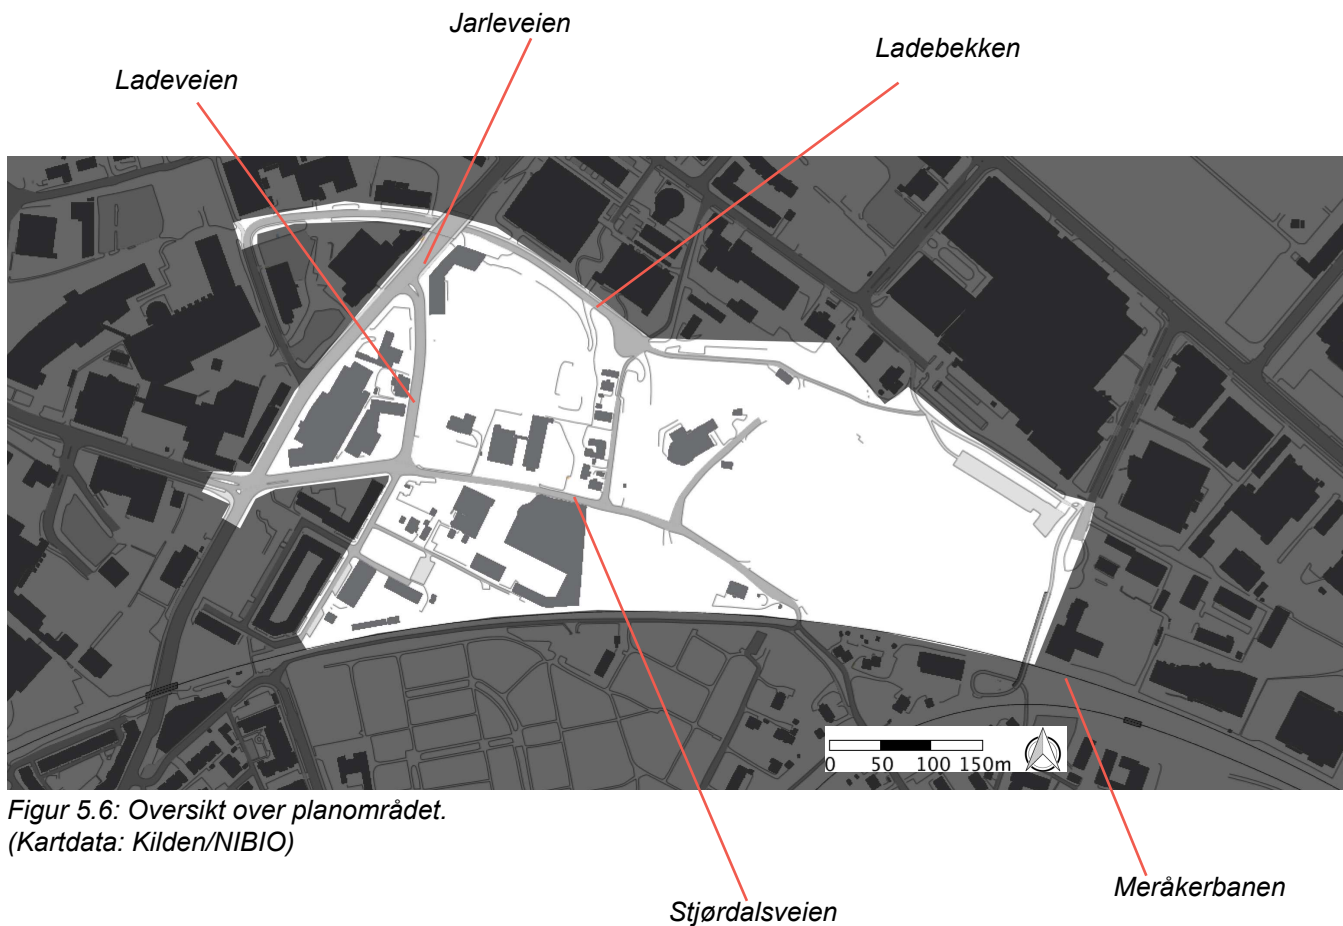 Jarleveien
Ladebekken
Ladeveien
0 50 100 150m
Figur 5.6: Oversikt over planområdet.
(Kartdata: Kilden/NIBIO)
Meråkerbanen
Stjørdalsveien